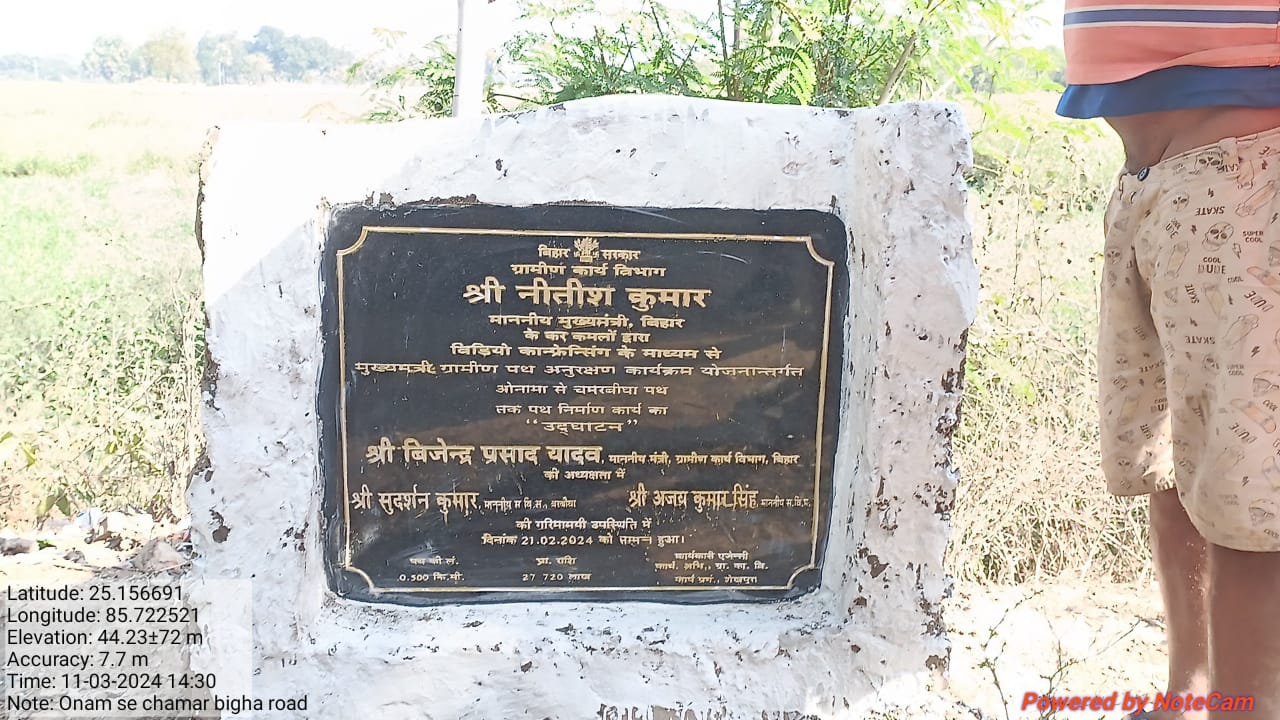 बिहार सरकार
ग्रामीण कार्य विभाग
श्री नीतीश कुमार
माननीय मुख्यमंत्री, बिहार
के कर कमलों द्वारा
विडियो कान्फ्रेन्सिंग के माध्यम से
मुख्यमंत्री ग्रामीण पथ अनुरक्षण कार्यक्रम योजनान्तर्गत
ओनामा से चमरबीघा पथ
तक पथ निर्माण कार्य का
“उद्घाटन”
श्री बिजेन्द्र प्रसाद यादव, माननीय मंत्री, ग्रामीण कार्य विभाग, बिहार
की अध्यक्षता में
श्री सुदर्शन कुमार, माननीय स.वि.स., बरबीघा श्री अजय कुमार सिंह माननीय स.वि.प.
की गरिमामयी उपस्थिति में
दिनांक 21.02.2024 को सम्पन्न हुआ।
पथ की लं. प्रा. राशि कार्यकारी एजेन्सी
0.500 कि.मी. 27 720 लाख कार्य. अभि., ग्रा. का. वि.
कार्य प्रमं., शेखपुरा
SKATE
SUPER COOL
COOL DUDE
Latitude: 25.156691
Longitude: 85.722521
Elevation: 44.23±72 m
Accuracy: 7.7 m
Time: 11-03-2024 14:30
Note: Onam se chamar bigha road
Powered by NoteCam